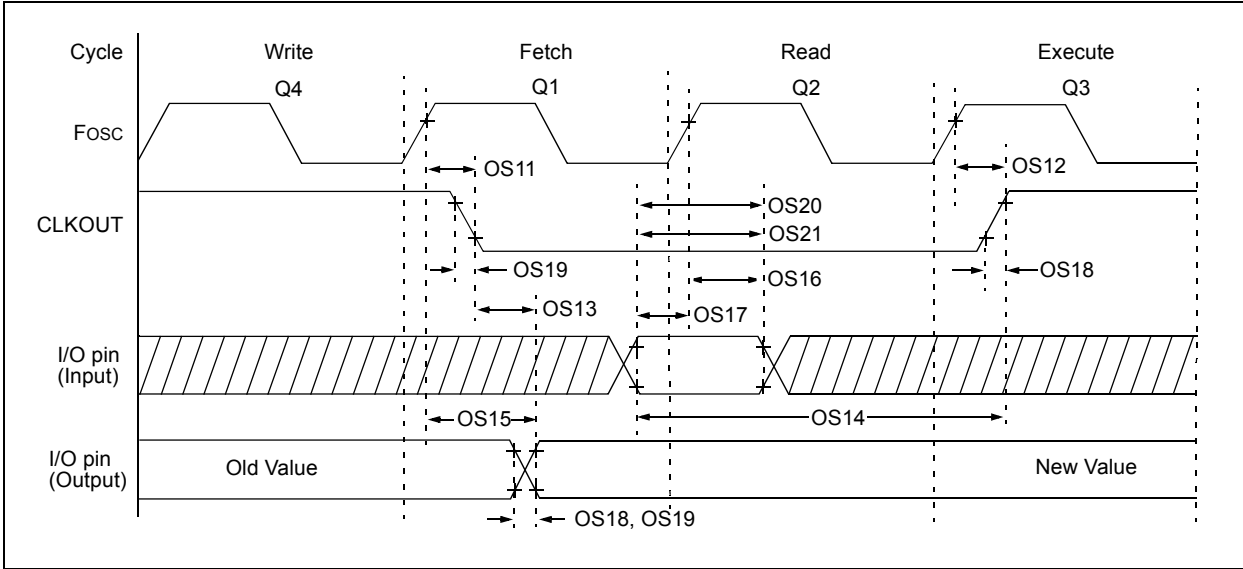 Cycle Write Fetch Read Execute
Q4 Q1 Q2 Q3
Fosc
OS11 OS12
OS20
CLKOUT
OS21
OS19 OS16 OS18
OS13 OS17
I/O pin
(Input)
OS15 OS14
I/O pin
(Output)
Old Value New Value
OS18, OS19